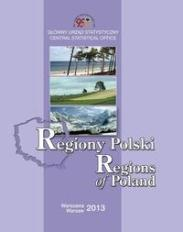 GŁÓWNY URZĄD STATYSTYCZNY
CENTRAL STATISTICAL OFFICE
Regiony Polski
Regions
of Poland
Warszawa
Warsaw 2013